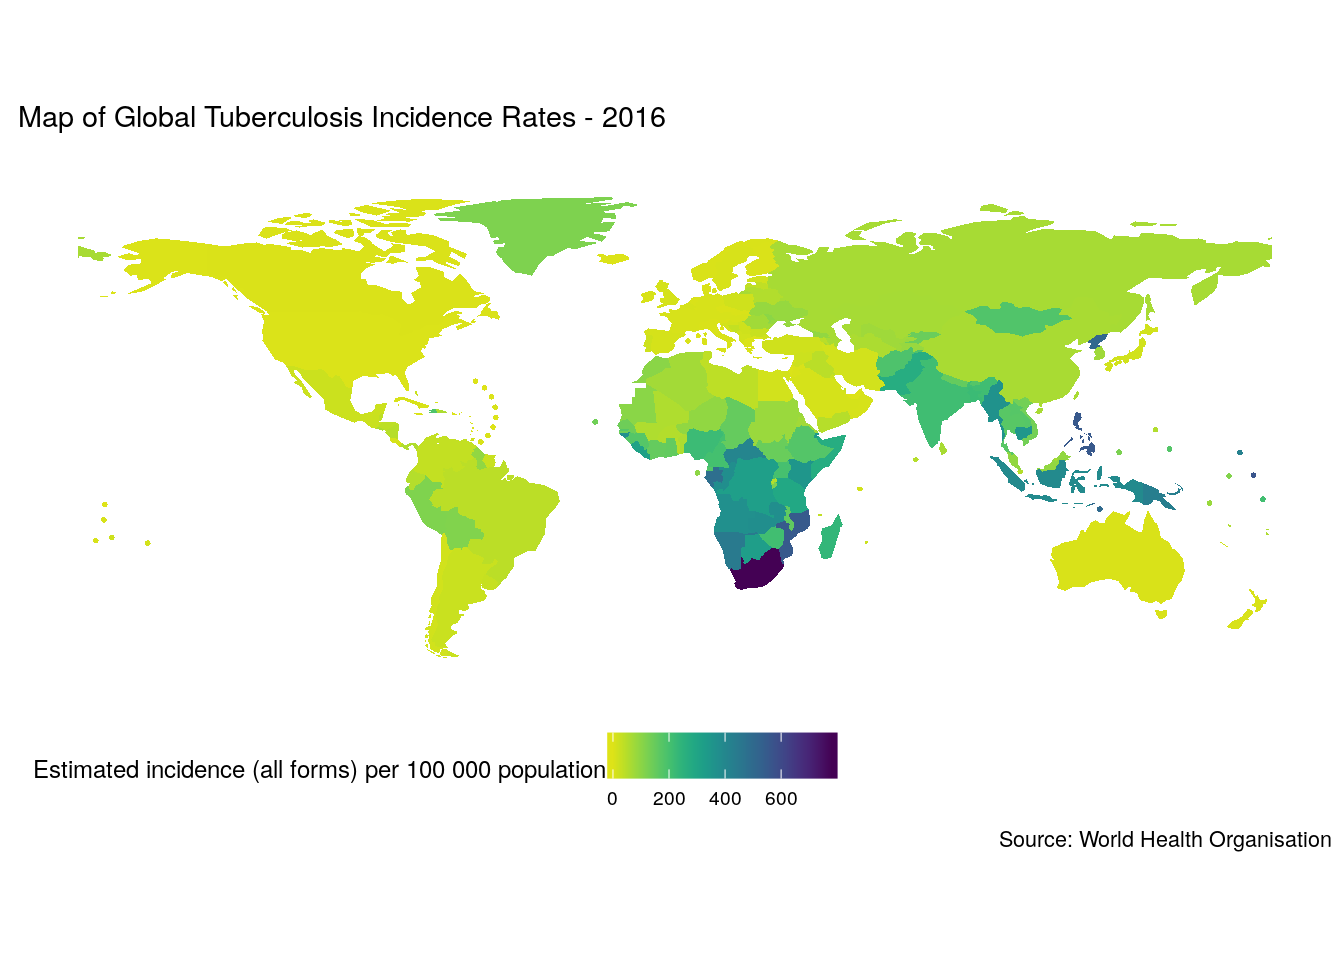 Map of Global Tuberculosis Incidence Rates - 2016
Estimated incidence (all forms) per 100 000 population
0 200 400 600
Source: World Health Organisation